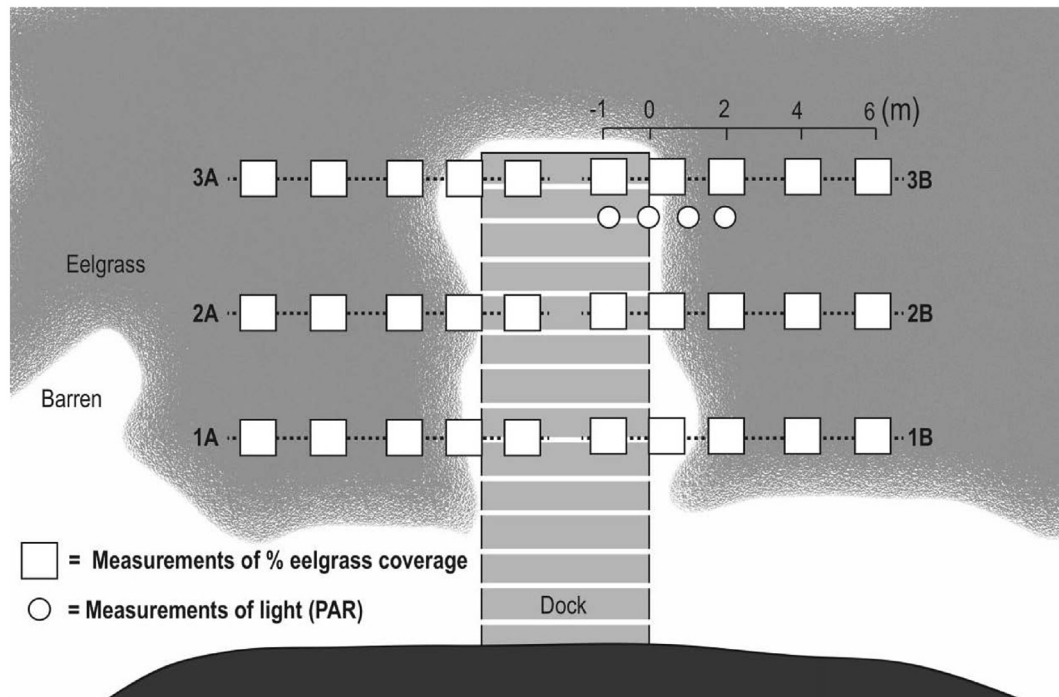 -1 0 2 4 6 (m)
3A 3B
Eelgrass
2A 2B
Barren
1A 1B
= Measurements of % eelgrass coverage
= Measurements of light (PAR)
Dock